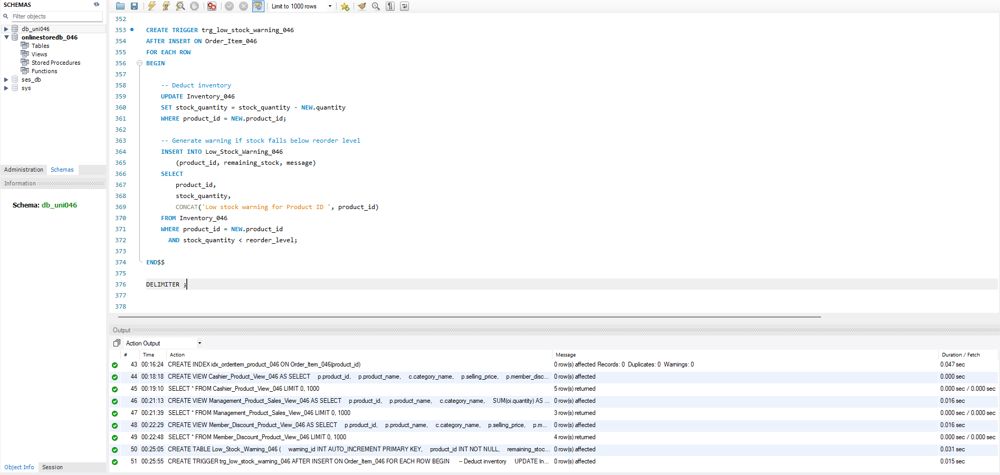 SCHEMAS
Filter objects
db_uni046
onlinestoredb_046
Tables
Views
Stored Procedures
Functions
ses_db
sys
Administration Schemas
Information
Schema: db_uni046
Object Info Session
Limit to 1000 rows
352
353 CREATE TRIGGER trg_low_stock_warning_046
354 AFTER INSERT ON Order_Item_046
355 FOR EACH ROW
356 BEGIN
357
358 -- Deduct inventory
359 UPDATE Inventory_046
360 SET stock_quantity = stock_quantity - NEW.quantity
361 WHERE product_id = NEW.product_id;
362
363 -- Generate warning if stock falls below reorder level
364 INSERT INTO Low_Stock_Warning_046
365 (product_id, remaining_stock, message)
366 SELECT
367 product_id,
368 stock_quantity,
369 CONCAT('Low stock warning for Product ID ', product_id)
370 FROM Inventory_046
371 WHERE product_id = NEW.product_id
372 AND stock_quantity < reorder_level;
373
374 END$$
375
376 DELIMITER ;
377
378
Output
Action Output
# Time Action Message Duration / Fetch
43 00:16:24 CREATE INDEX idx_orderitem_product_046 ON Order_Item_046(product_id) 0 row(s) affected Records: 0 Duplicates: 0 Warnings: 0 0.047 sec
44 00:18:18 CREATE VIEW Cashier_Product_View_046 AS SELECT p.product_id, p.product_name, c.category_name, p.selling_price, p.member_disc... 0 row(s) affected 0.000 sec
45 00:19:10 SELECT * FROM Cashier_Product_View_046 LIMIT 0, 1000 5 row(s) returned 0.000 sec / 0.000 sec
46 00:21:13 CREATE VIEW Management_Product_Sales_View_046 AS SELECT p.product_id, p.product_name, c.category_name, SUM(oi.quantity) AS ... 0 row(s) affected 0.016 sec
47 00:21:39 SELECT * FROM Management_Product_Sales_View_046 LIMIT 0, 1000 3 row(s) returned 0.000 sec / 0.000 sec
48 00:22:29 CREATE VIEW Member_Discount_Product_View_046 AS SELECT p.product_id, p.product_name, c.category_name, p.selling_price, p.m... 0 row(s) affected 0.016 sec
49 00:22:48 SELECT * FROM Member_Discount_Product_View_046 LIMIT 0, 1000 4 row(s) returned 0.000 sec / 0.000 sec
50 00:25:05 CREATE TABLE Low_Stock_Warning_046 ( warning_id INT AUTO_INCREMENT PRIMARY KEY, product_id INT NOT NULL, remaining_stoc... 0 row(s) affected 0.031 sec
51 00:25:55 CREATE TRIGGER trg_low_stock_warning_046 AFTER INSERT ON Order_Item_046 FOR EACH ROW BEGIN -- Deduct inventory UPDATE In... 0 row(s) affected 0.015 sec